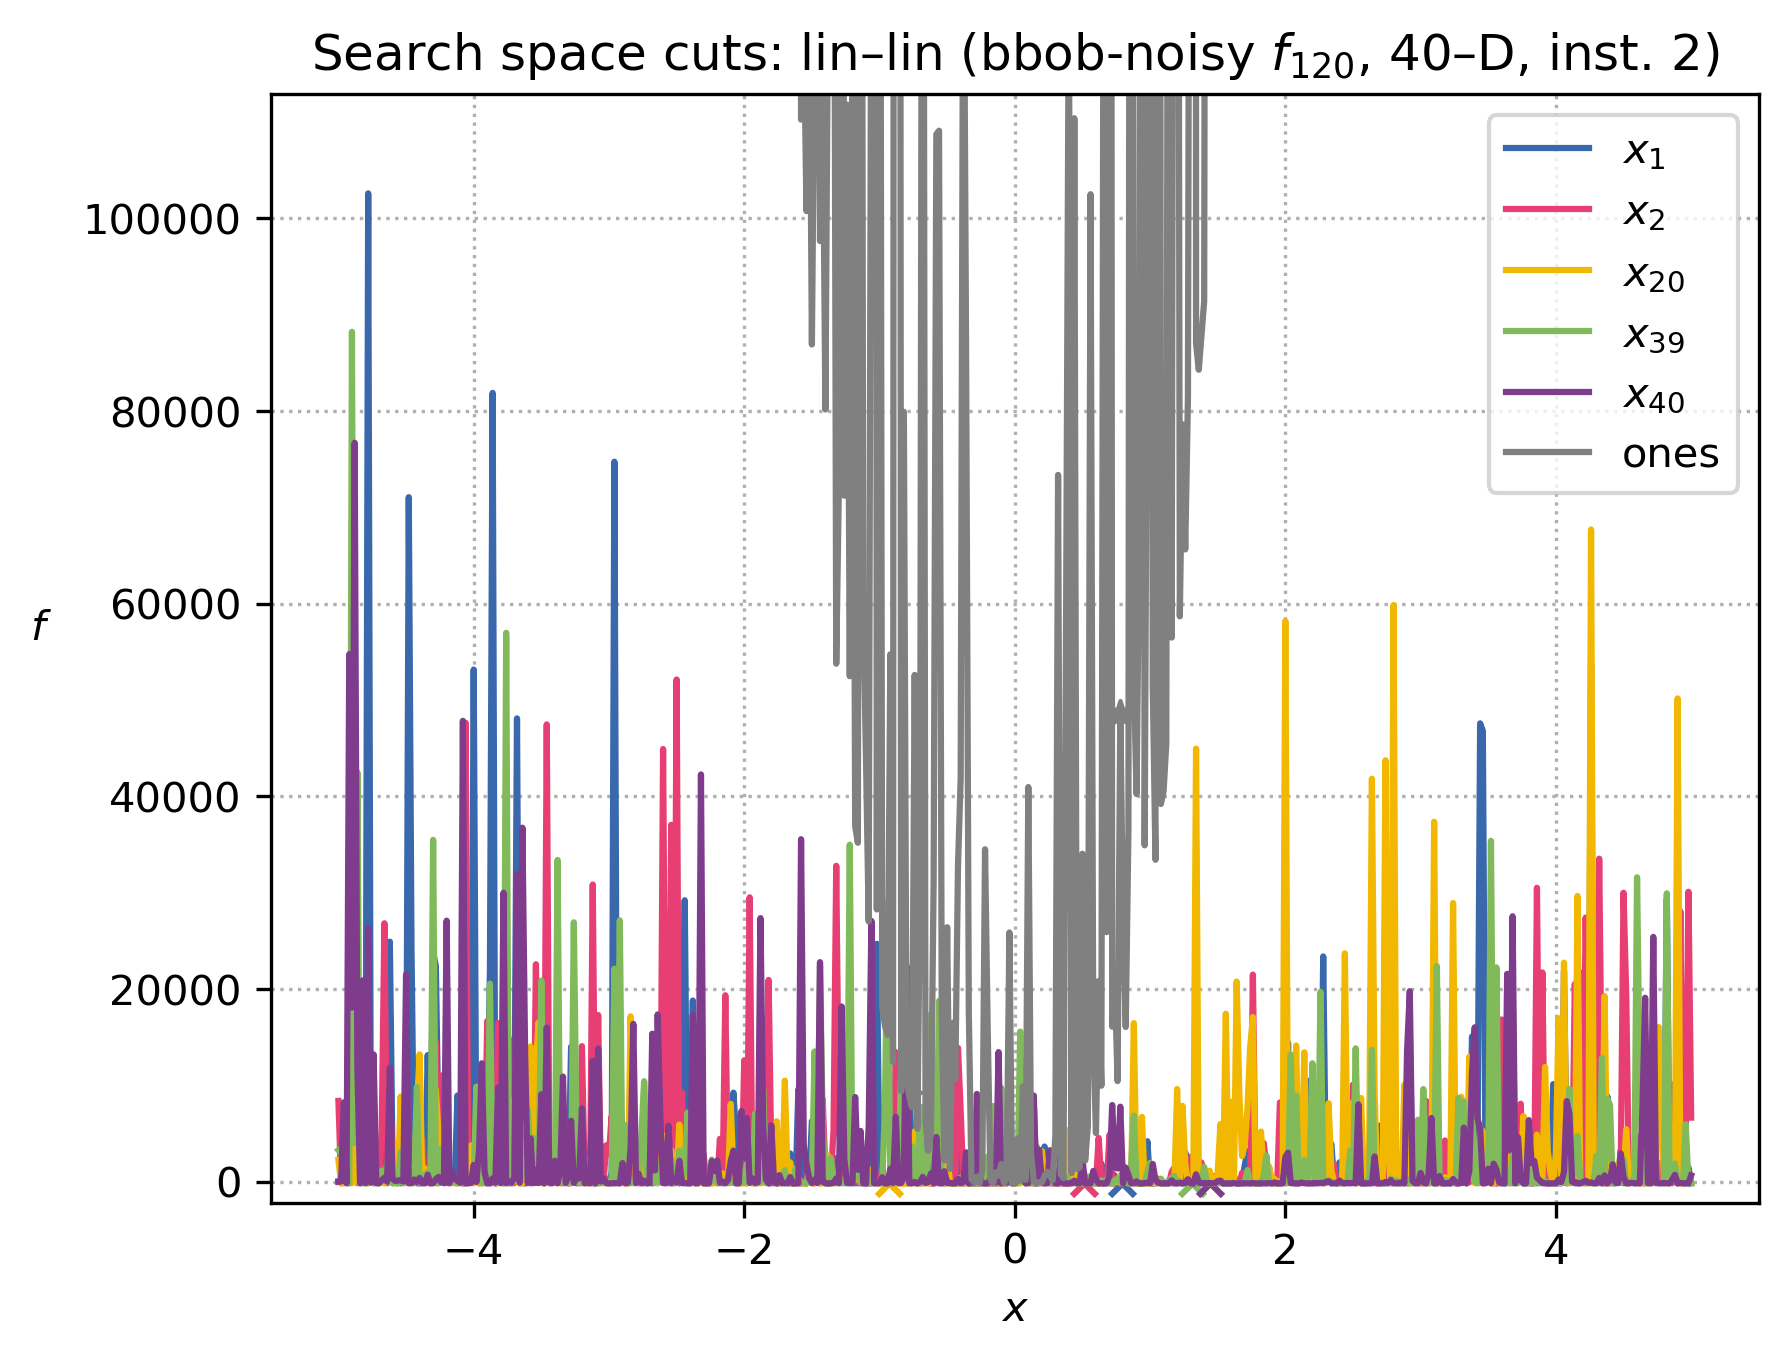 Search space cuts: lin–lin (bbob-noisy f₁₂₀, 40–D, inst. 2)
x₁
x₂
x₂₀
x₃₉
x₄₀
ones
100000
80000
60000
40000
20000
0
f
−4
−2
0
2
4
x